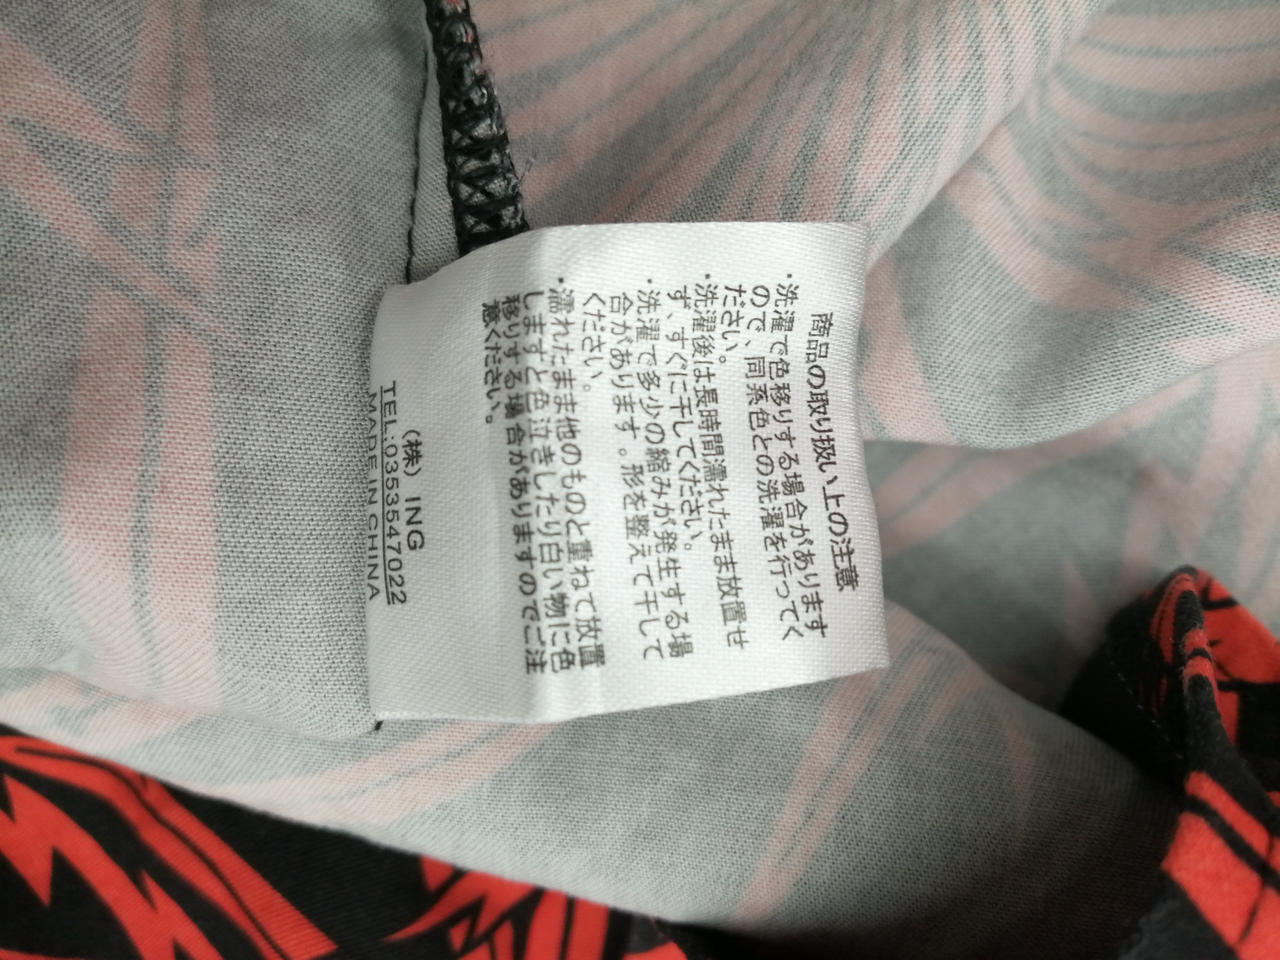 商品の取り扱い上の注意
・洗濯で色移りする場合があります
ので、同系色との洗濯を行ってく
ださい。
・洗濯後は長時間濡れたまま放置せ
ず、すぐに干してください。
・洗濯で多少の縮みが発生する場
合があります。形を整えて干して
ください。
・濡れたまま他のものと重ねて放置
しますと色泣きしたり白い物に色
移りする場合がありますのでご注
意ください。
(株) ING
TEL:0353547022
MADE IN CHINA